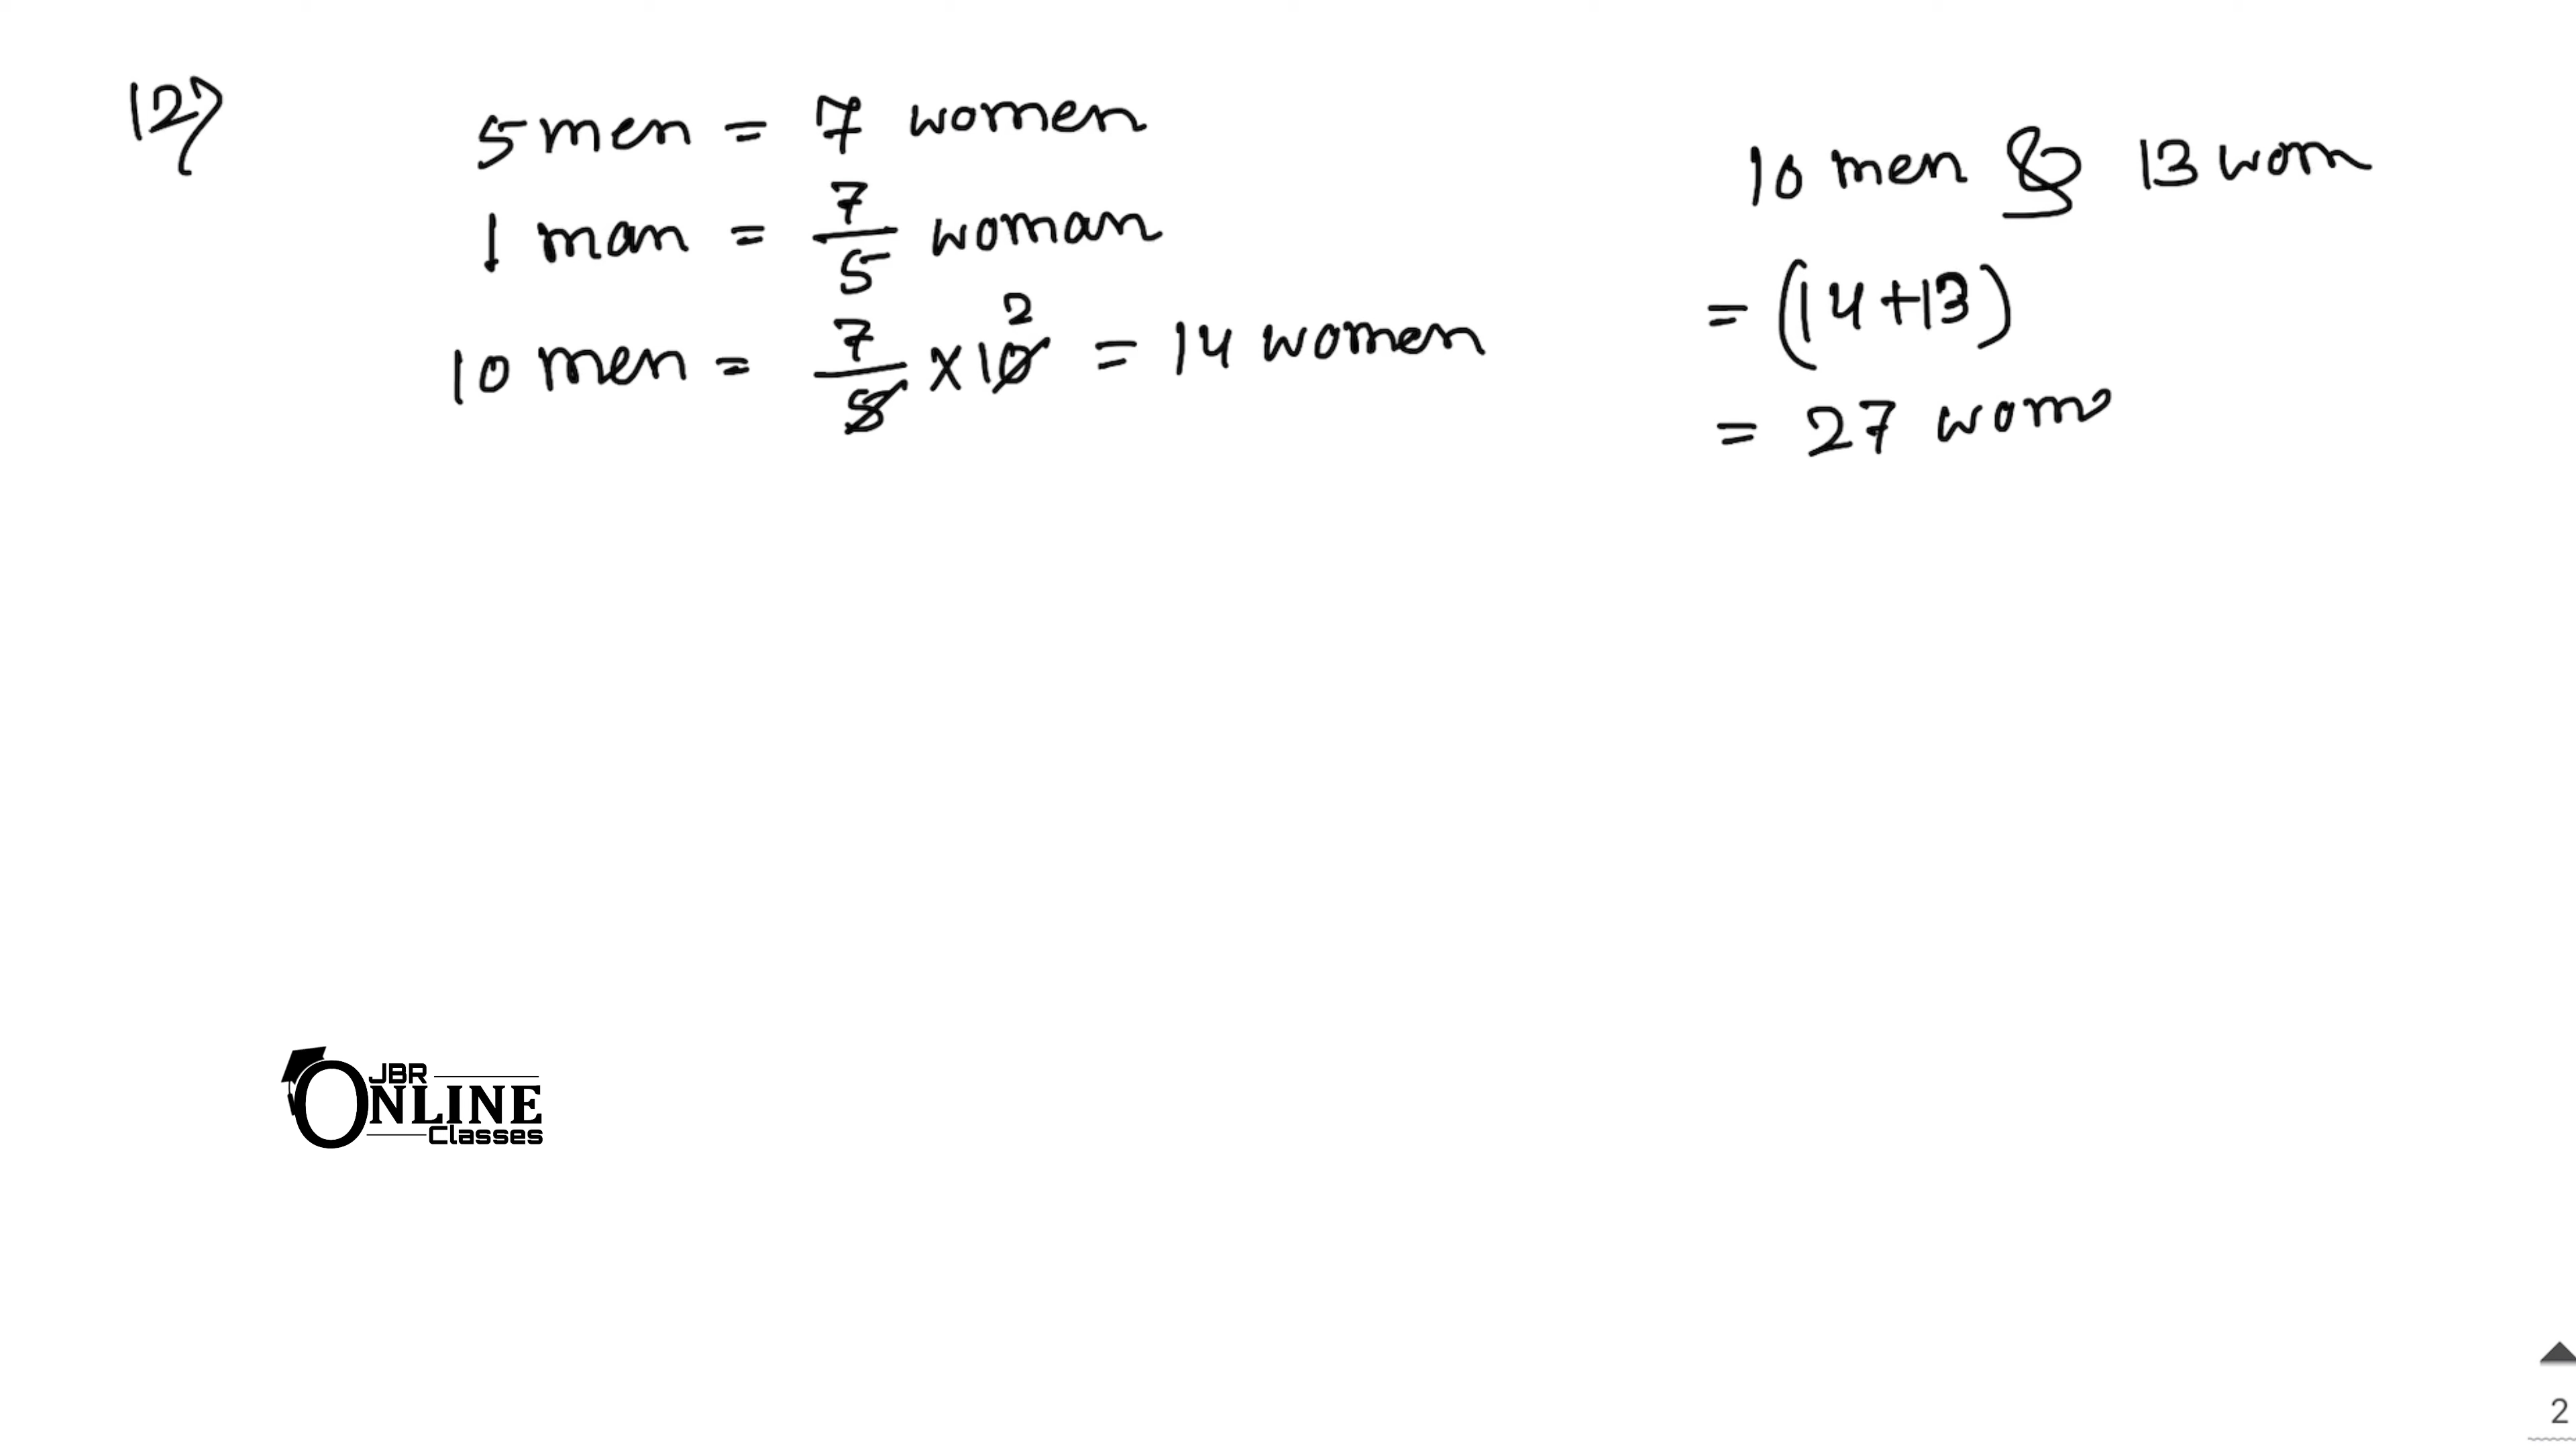 12)
5 men = 7 women
1 man = 7/5 woman
10 men = 7/5 × 10 2 = 14 women
10 men & 13 wom
= (14+13)
= 27 wom
JBR
ONLINE
Classes
2